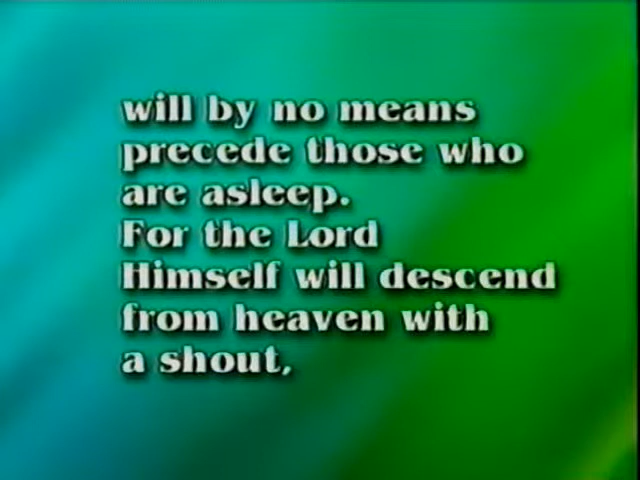 will by no means
precede those who
are asleep.
For the Lord
Himself will descend
from heaven with
a shout,